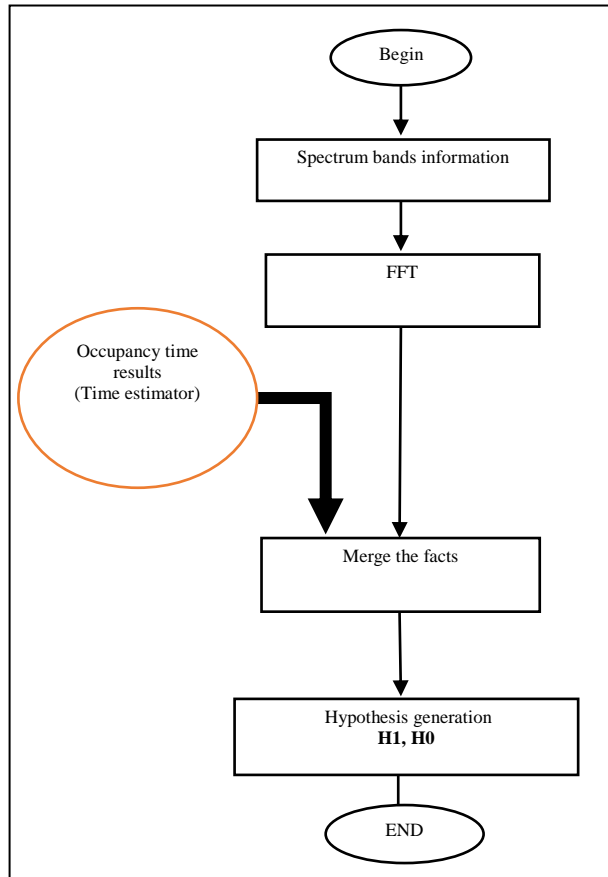 Begin
Spectrum bands information
FFT
Occupancy time
results
(Time estimator)
Merge the facts
Hypothesis generation
H1, H0
END